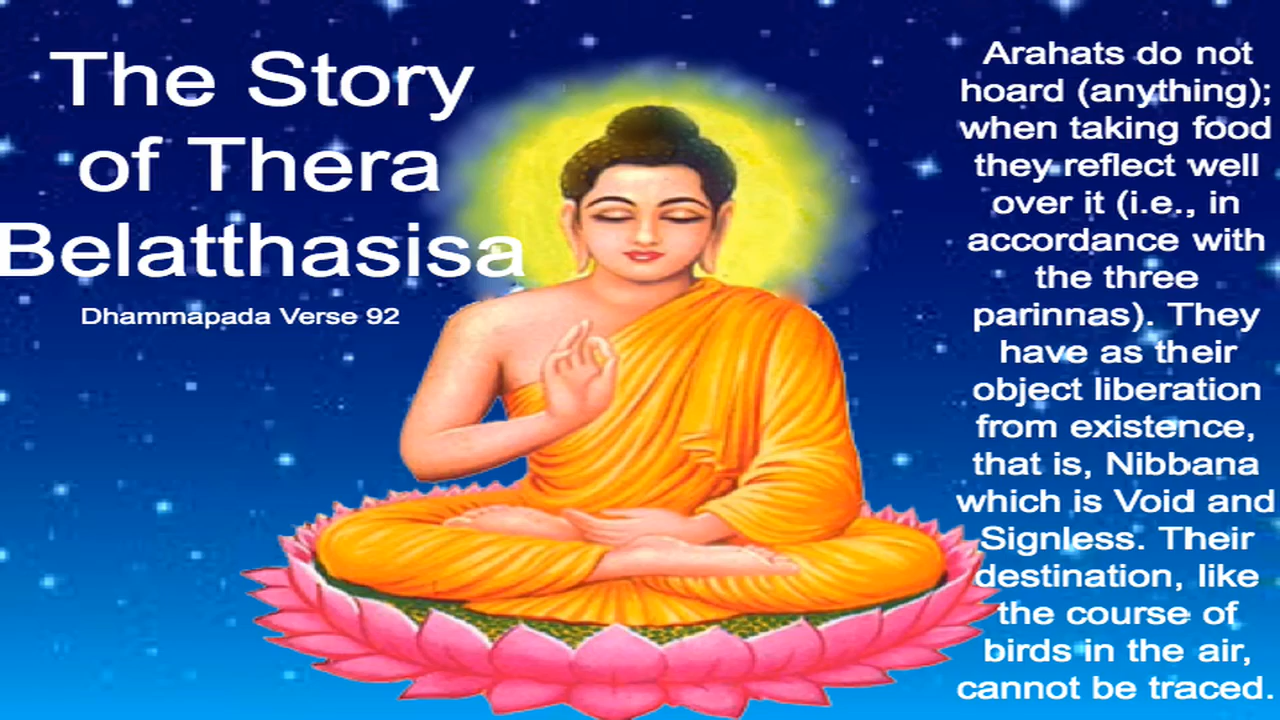 The Story
of Thera
Belatthasisa
Dhammapada Verse 92
Arahats do not
hoard (anything);
when taking food
they reflect well
over it (i.e., in
accordance with
the three
parinnas). They
have as their
object liberation
from existence,
that is, Nibbana
which is Void and
Signless. Their
destination, like
the course of
birds in the air,
cannot be traced.